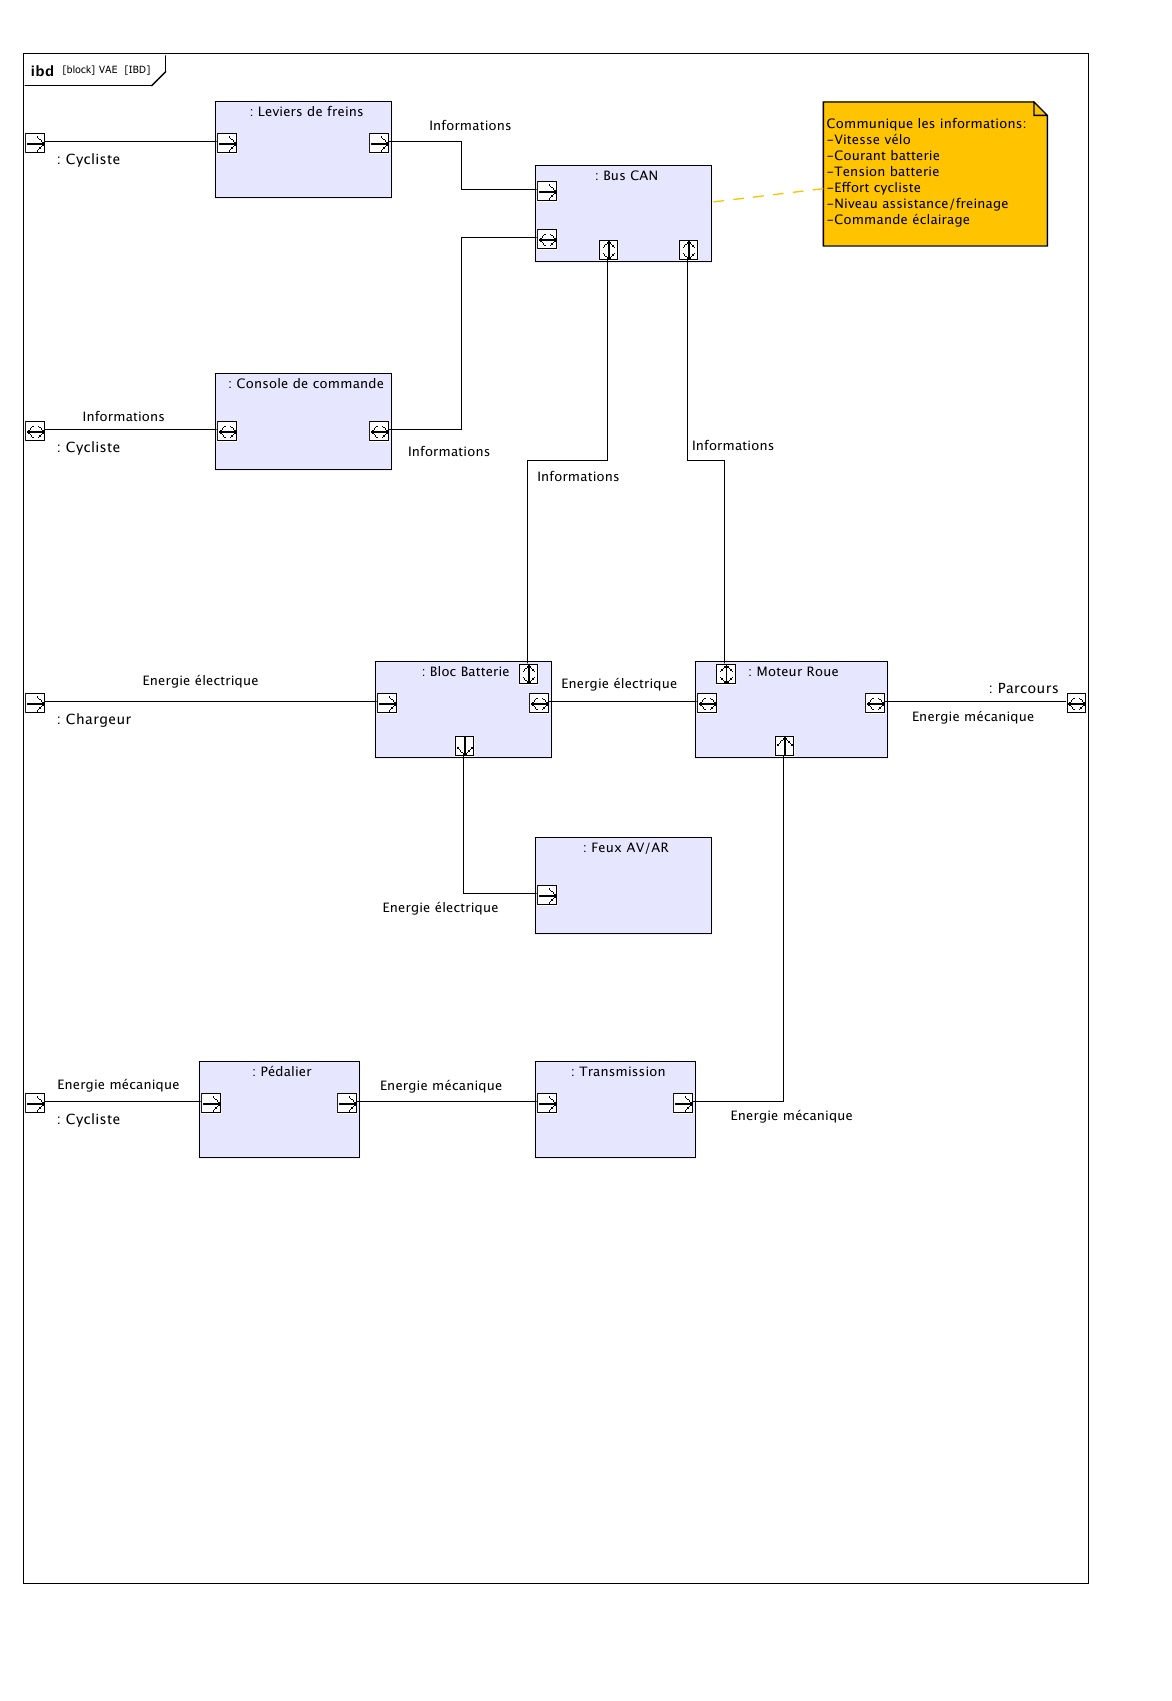 ibd [block] VAE [IBD]
: Leviers de freins
Informations
: Cycliste
Communique les informations:
-Vitesse vélo
-Courant batterie
-Tension batterie
-Effort cycliste
-Niveau assistance/freinage
-Commande éclairage
: Bus CAN
: Console de commande
Informations
: Cycliste
Informations
Informations
Informations
: Bloc Batterie
: Moteur Roue
Energie électrique
Energie électrique
: Parcours
: Chargeur
Energie mécanique
: Feux AV/AR
Energie électrique
: Pédalier
: Transmission
Energie mécanique
Energie mécanique
: Cycliste
Energie mécanique